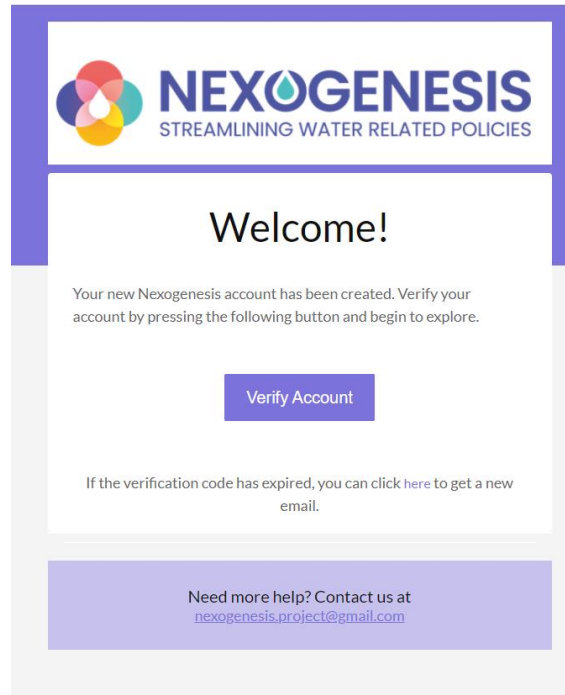 NEXOGENESIS
STREAMLINING WATER RELATED POLICIES
Welcome!
Your new Nexogenesis account has been created. Verify your
account by pressing the following button and begin to explore.
Verify Account
If the verification code has expired, you can click here to get a new
email.
Need more help? Contact us at
nexogenesis.project@gmail.com